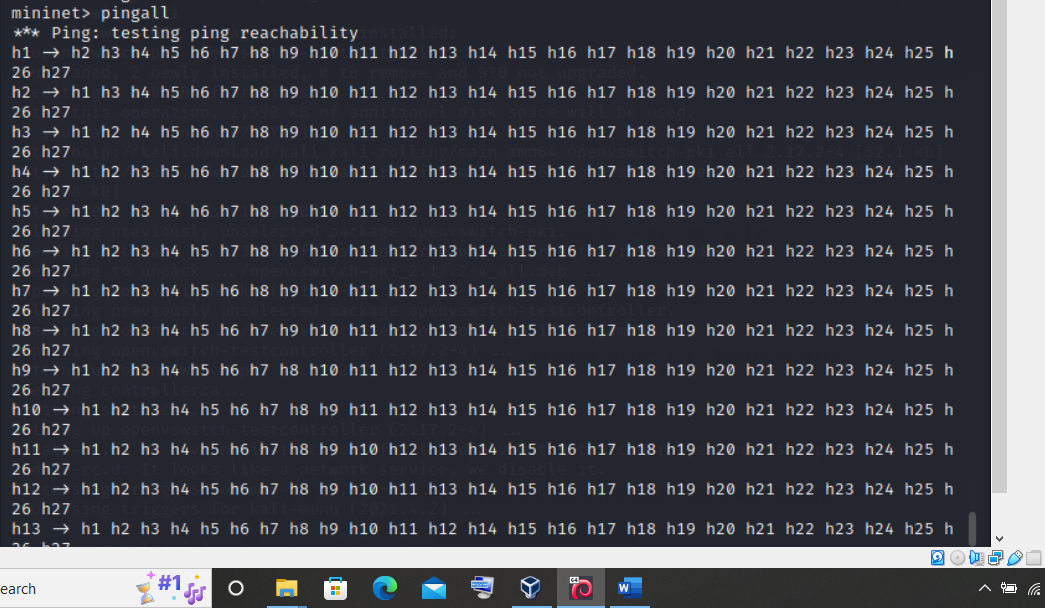 mininet> pingall
*** Ping: testing ping reachability
h1 → h2 h3 h4 h5 h6 h7 h8 h9 h10 h11 h12 h13 h14 h15 h16 h17 h18 h19 h20 h21 h22 h23 h24 h25 h
26 h27
h2 → h1 h3 h4 h5 h6 h7 h8 h9 h10 h11 h12 h13 h14 h15 h16 h17 h18 h19 h20 h21 h22 h23 h24 h25 h
26 h27
h3 → h1 h2 h4 h5 h6 h7 h8 h9 h10 h11 h12 h13 h14 h15 h16 h17 h18 h19 h20 h21 h22 h23 h24 h25 h
26 h27
h4 → h1 h2 h3 h5 h6 h7 h8 h9 h10 h11 h12 h13 h14 h15 h16 h17 h18 h19 h20 h21 h22 h23 h24 h25 h
26 h27
h5 → h1 h2 h3 h4 h6 h7 h8 h9 h10 h11 h12 h13 h14 h15 h16 h17 h18 h19 h20 h21 h22 h23 h24 h25 h
26 h27
h6 → h1 h2 h3 h4 h5 h7 h8 h9 h10 h11 h12 h13 h14 h15 h16 h17 h18 h19 h20 h21 h22 h23 h24 h25 h
26 h27
h7 → h1 h2 h3 h4 h5 h6 h8 h9 h10 h11 h12 h13 h14 h15 h16 h17 h18 h19 h20 h21 h22 h23 h24 h25 h
26 h27
h8 → h1 h2 h3 h4 h5 h6 h7 h9 h10 h11 h12 h13 h14 h15 h16 h17 h18 h19 h20 h21 h22 h23 h24 h25 h
26 h27
h9 → h1 h2 h3 h4 h5 h6 h7 h8 h10 h11 h12 h13 h14 h15 h16 h17 h18 h19 h20 h21 h22 h23 h24 h25 h
26 h27
h10 → h1 h2 h3 h4 h5 h6 h7 h8 h9 h11 h12 h13 h14 h15 h16 h17 h18 h19 h20 h21 h22 h23 h24 h25 h
26 h27
h11 → h1 h2 h3 h4 h5 h6 h7 h8 h9 h10 h12 h13 h14 h15 h16 h17 h18 h19 h20 h21 h22 h23 h24 h25 h
26 h27
h12 → h1 h2 h3 h4 h5 h6 h7 h8 h9 h10 h11 h13 h14 h15 h16 h17 h18 h19 h20 h21 h22 h23 h24 h25 h
26 h27
h13 → h1 h2 h3 h4 h5 h6 h7 h8 h9 h10 h11 h12 h14 h15 h16 h17 h18 h19 h20 h21 h22 h23 h24 h25 h
26 h27
earch
#1